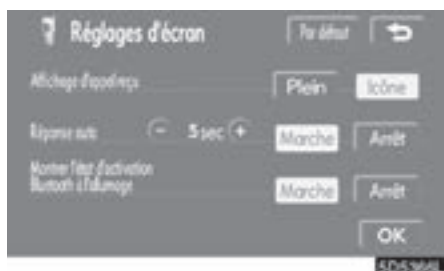 Réglages d'écran
Par défaut
Affichage d'appel reçu
Plein
Icône
Réponse auto
- 5 sec +
Marche
Arrêt
Montrer l'état d'activation
Bluetooth à l'allumage
Marche
Arrêt
OK